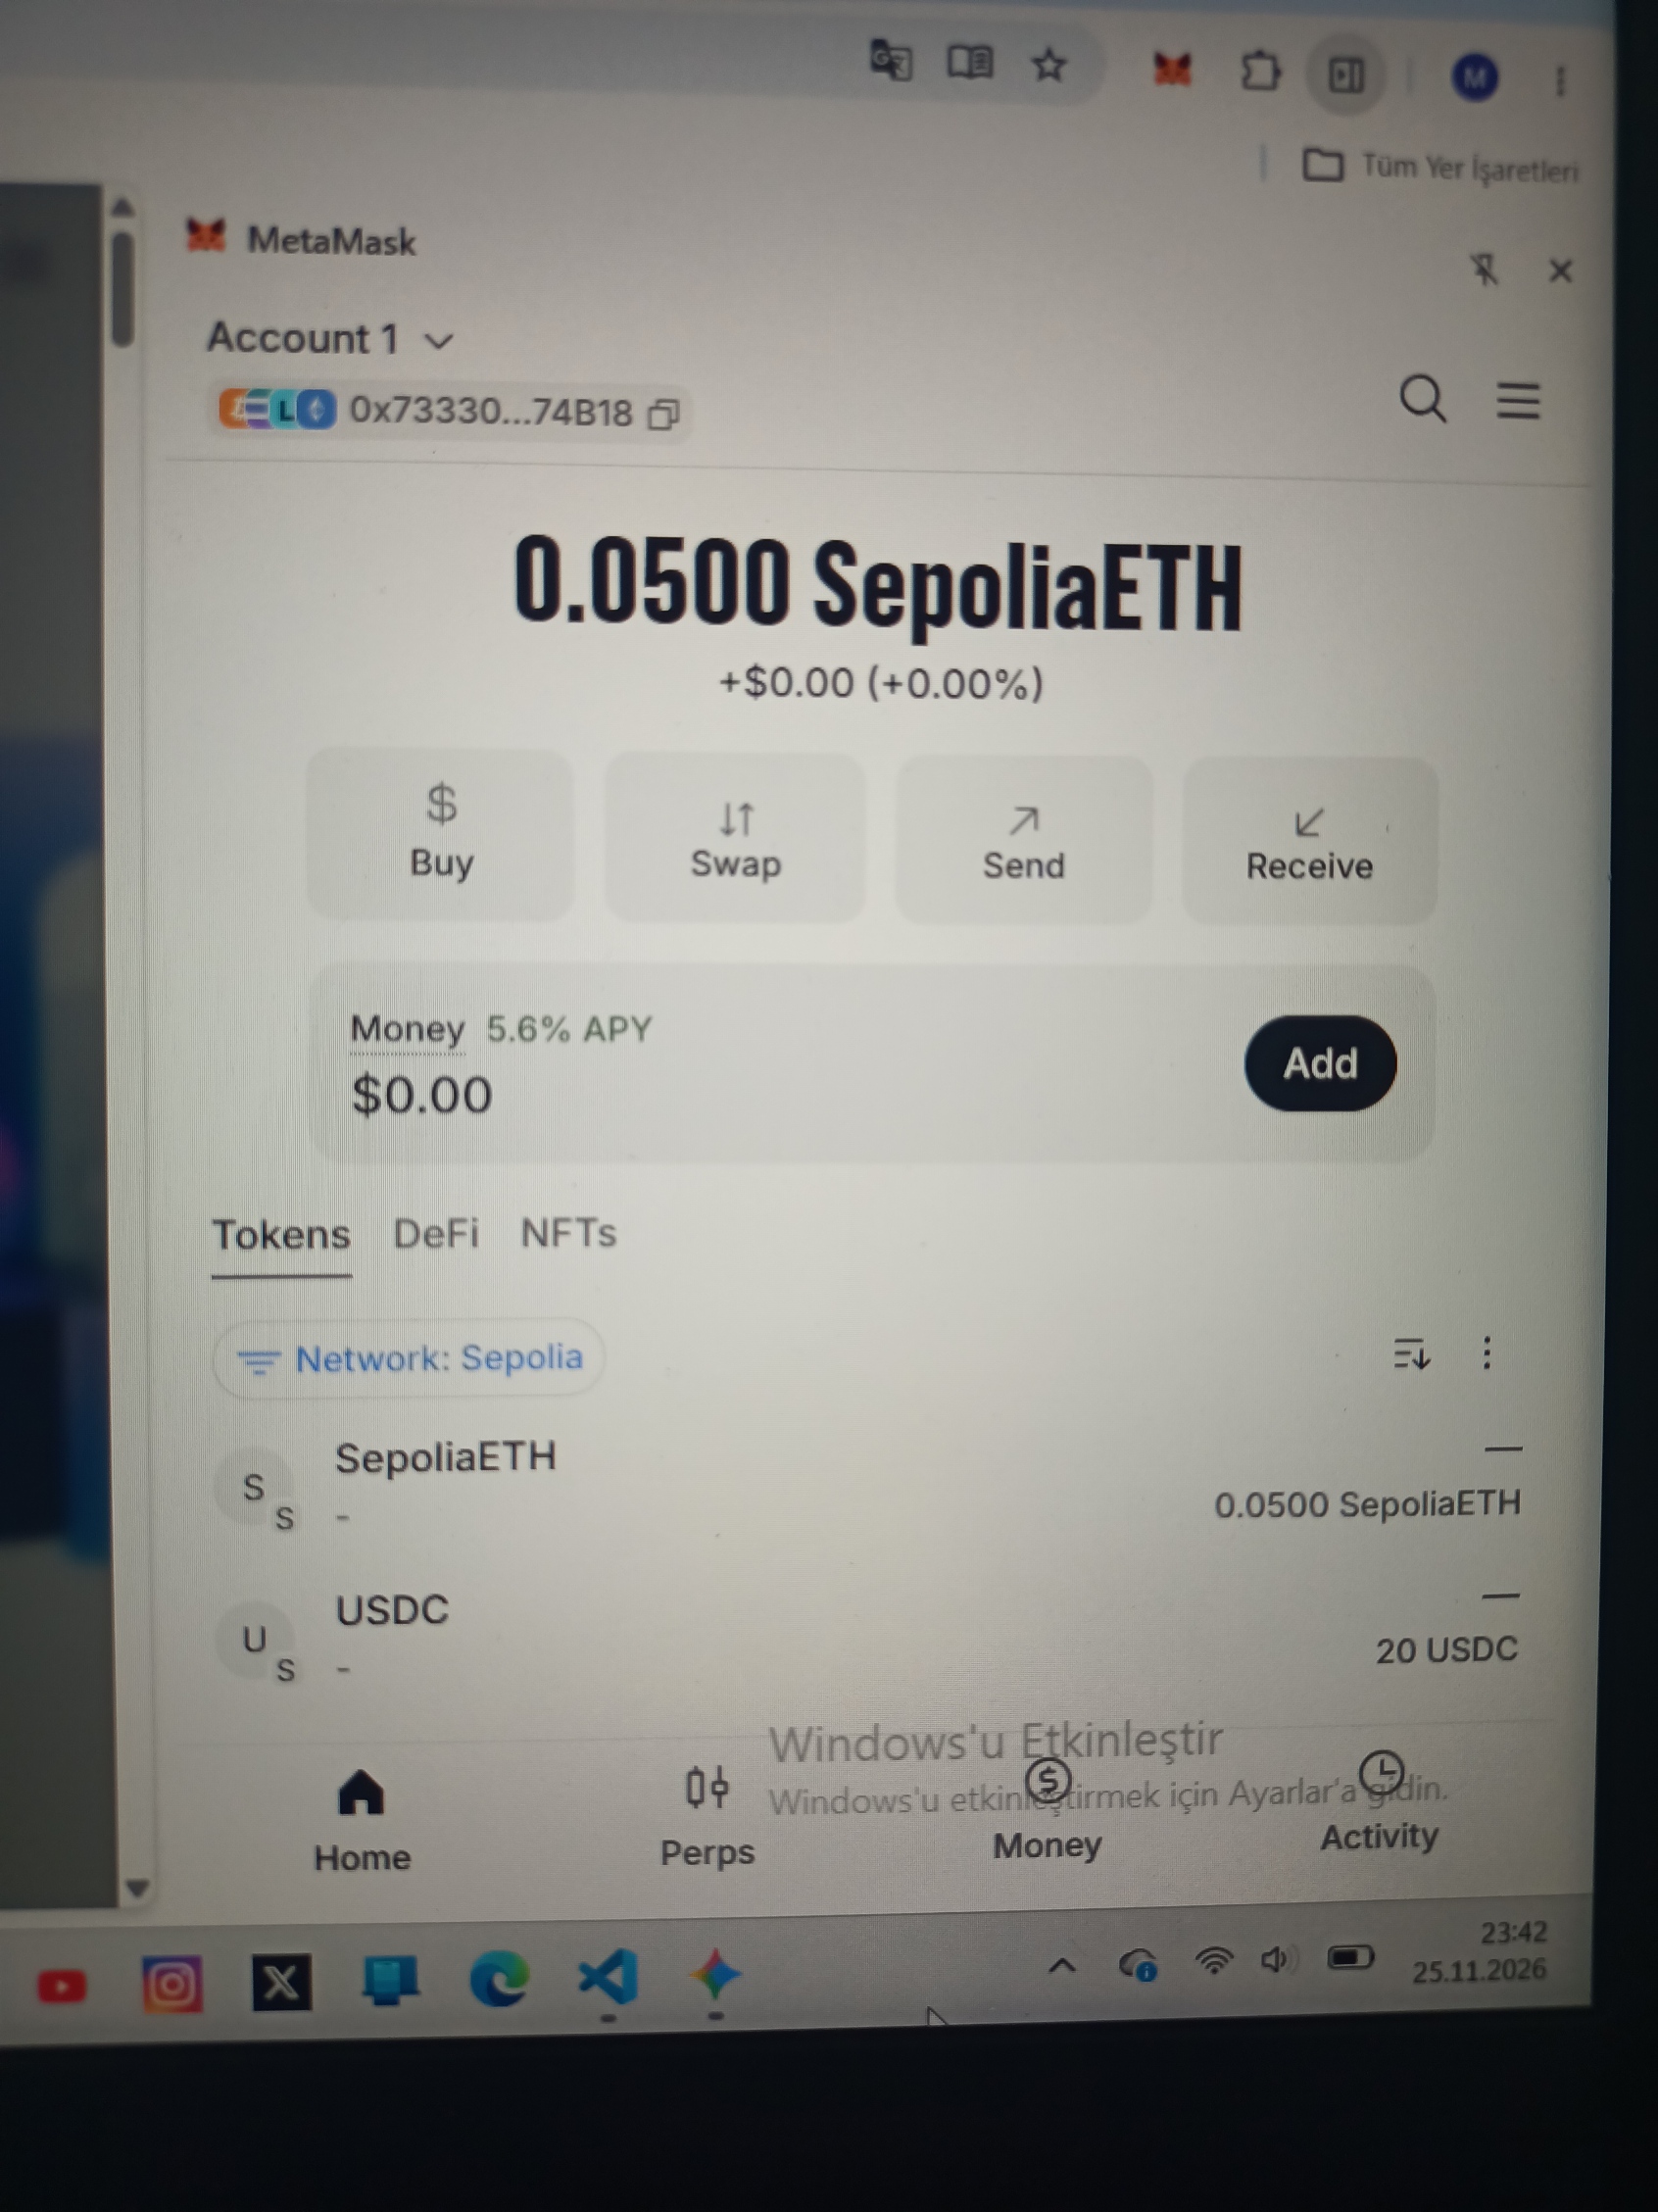 M
Tüm Yer İşaretleri
MetaMask
Account 1
0x73330...74B18
0.0500 SepoliaETH
+$0.00 (+0.00%)
$
Buy
Swap
Send
Receive
Money 5.6% APY
$0.00
Add
Tokens DeFi NFTs
Network: Sepolia
S
S
SepoliaETH
-
—
0.0500 SepoliaETH
U
S
USDC
-
—
20 USDC
Windows'u Etkinleştir
Windows'u etkinleştirmek için Ayarlar'a gidin.
Home
Perps
Money
Activity
23:42
25.11.2026